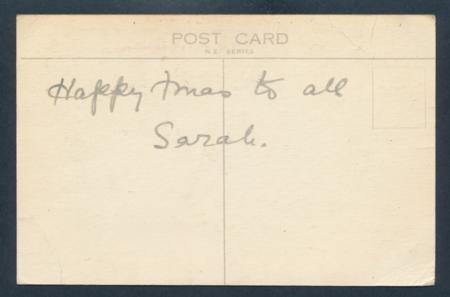 POST CARD
N.Z. SERIES
Happy Xmas to all
Sarah.